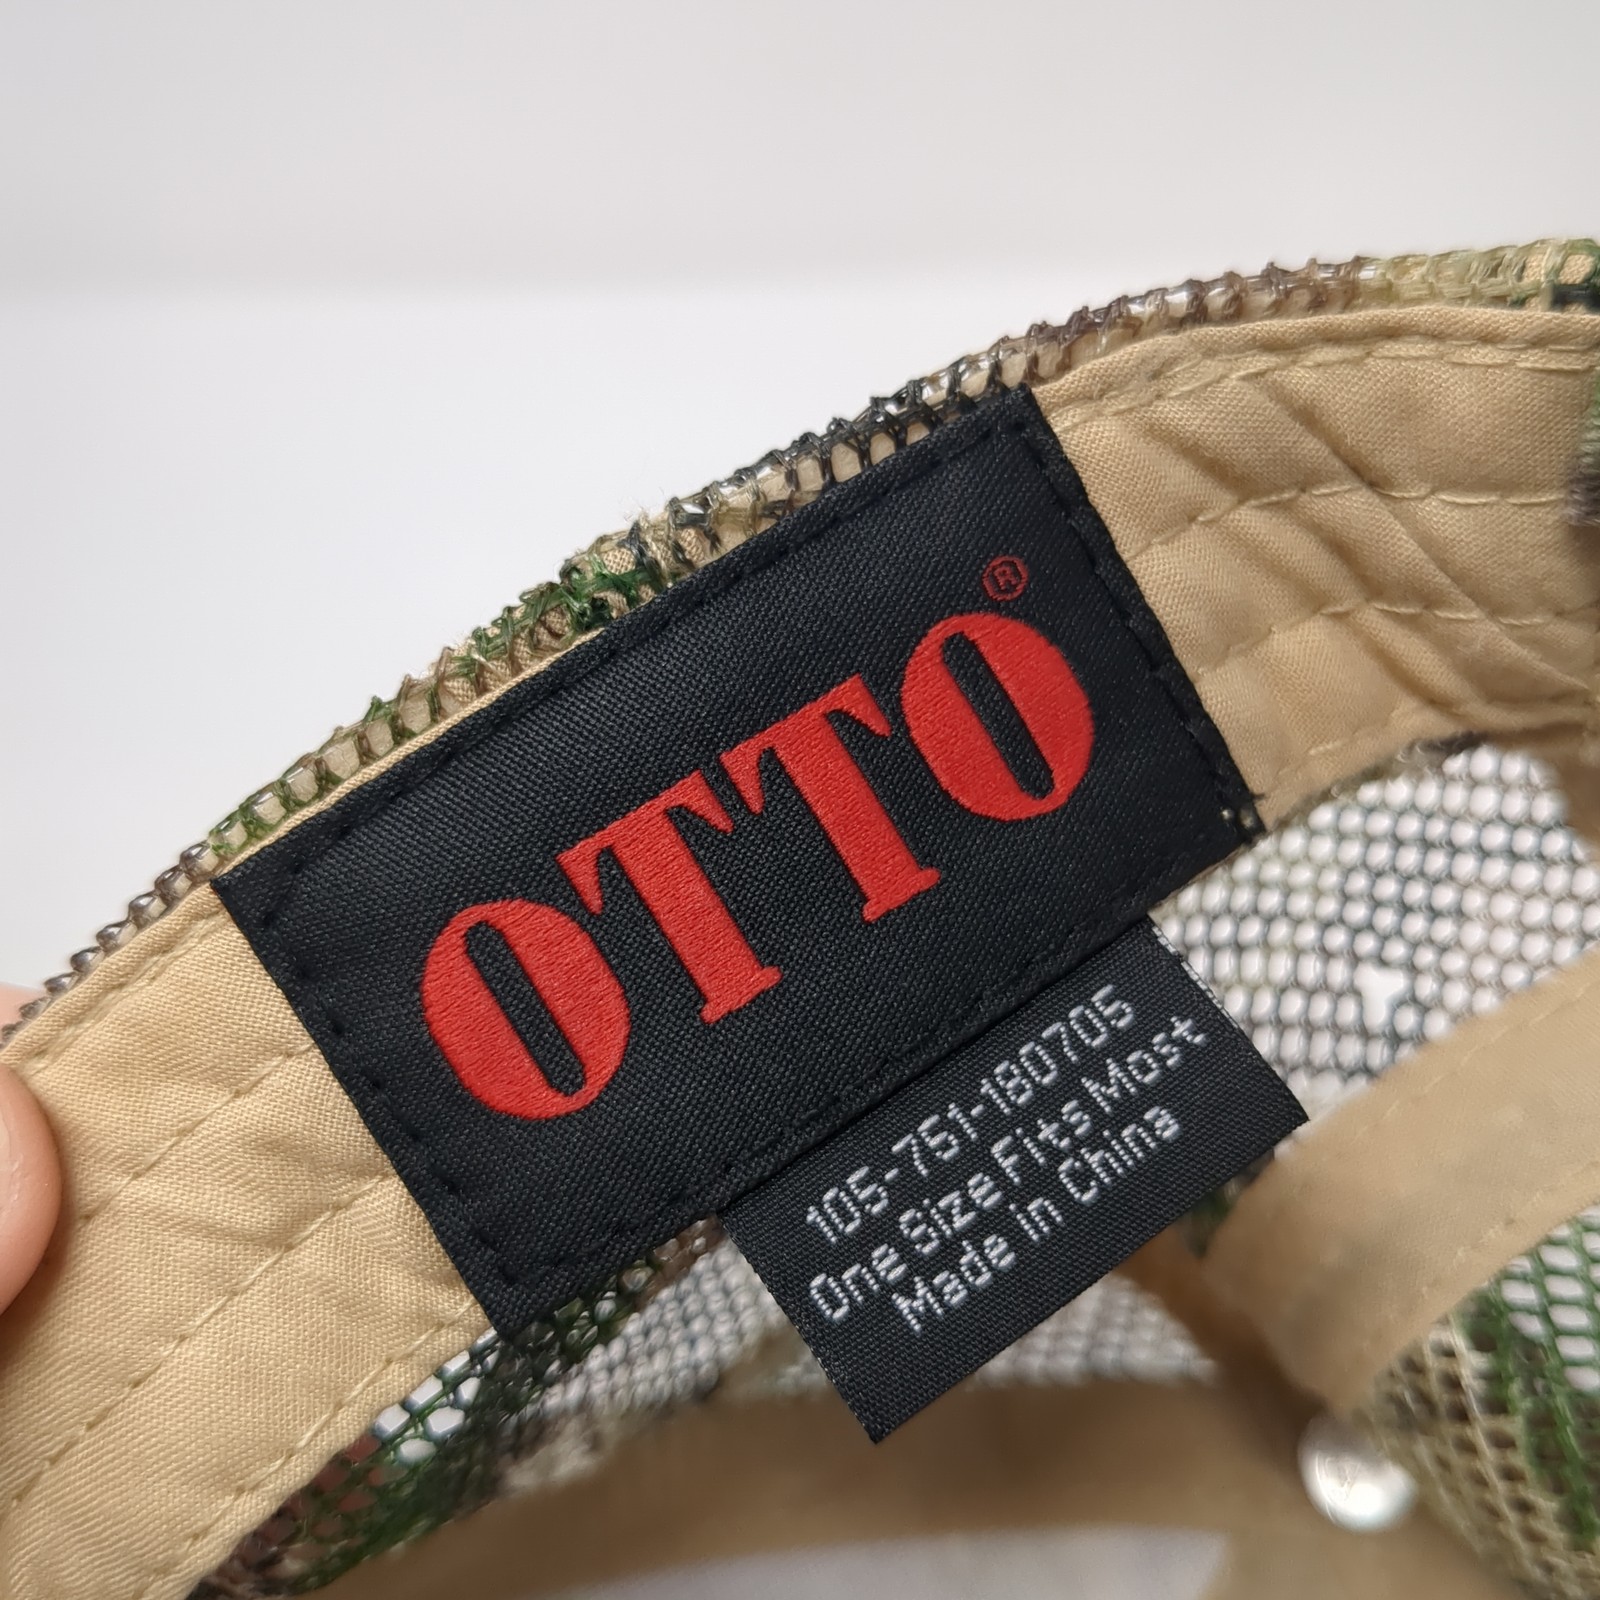 OTTO®
105-751-180705
One Size Fits Most
Made in China